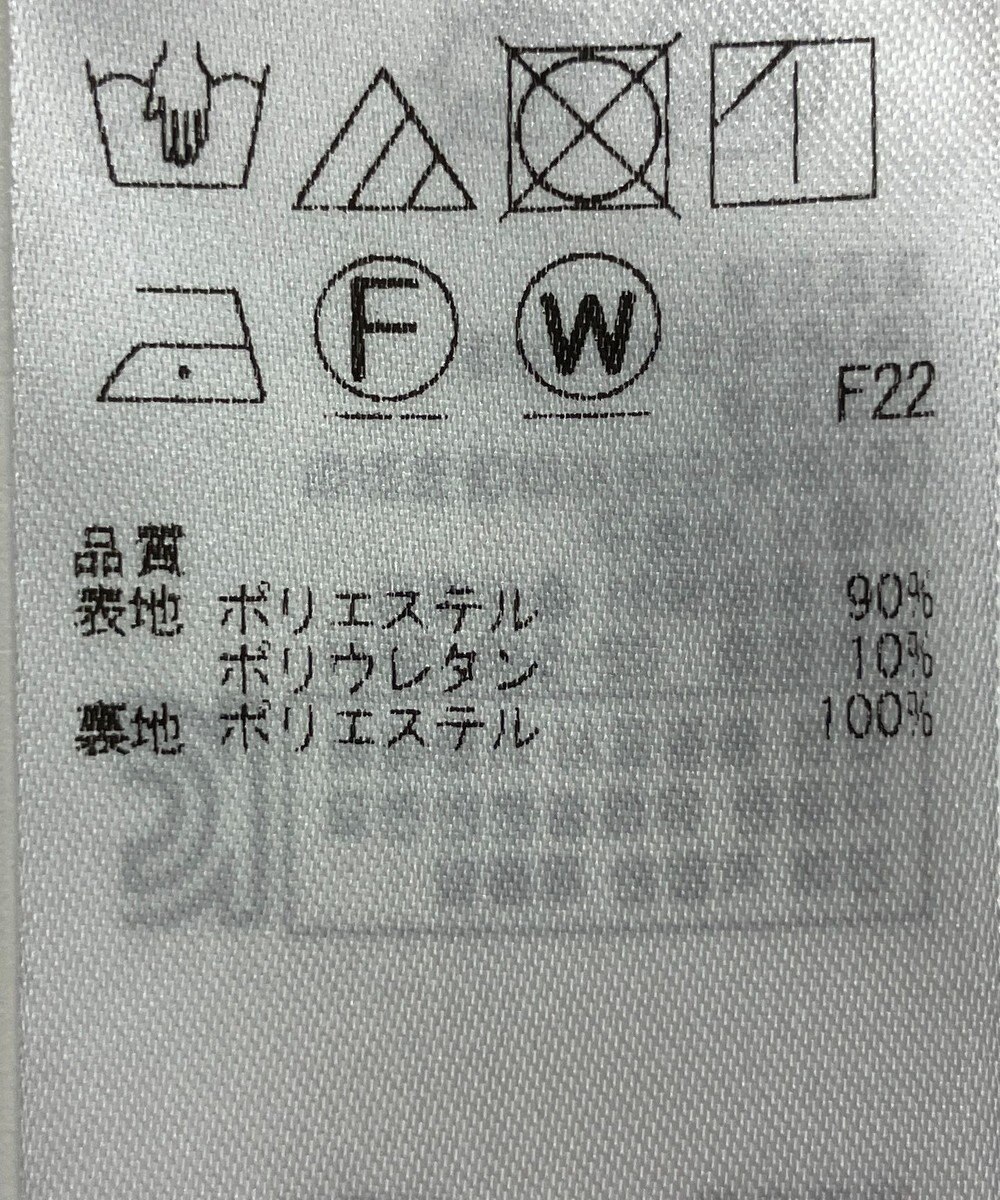 F W
F22
品質
表地 ポリエステル 90%
ポリウレタン 10%
裏地 ポリエステル 100%